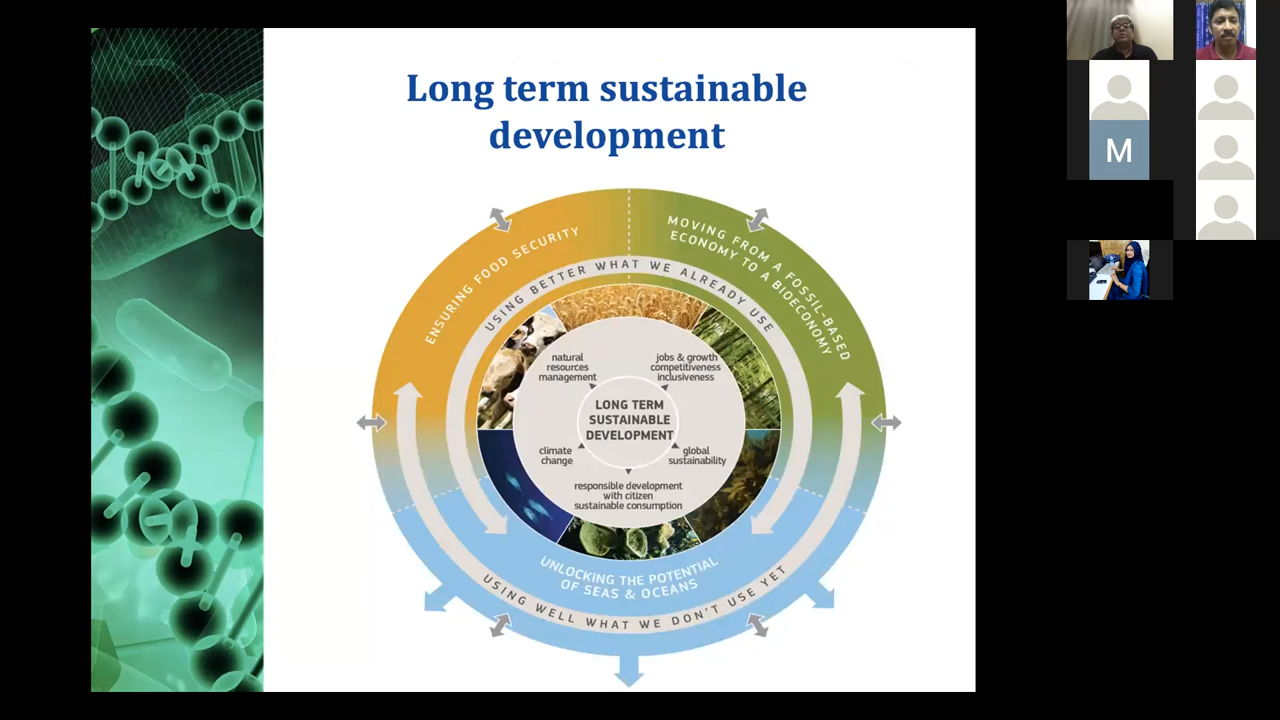 Long term sustainable
development
ENSURING FOOD SECURITY
MOVING FROM A FOSSIL-BASED
ECONOMY TO A BIOECONOMY
USING BETTER WHAT WE ALREADY USE
natural
resources
management
jobs & growth
competitiveness
inclusiveness
LONG TERM
SUSTAINABLE
DEVELOPMENT
climate
change
global
sustainability
responsible development
with citizen
sustainable consumption
UNLOCKING THE POTENTIAL
OF SEAS & OCEANS
USING WELL WHAT WE DON'T USE YET
M